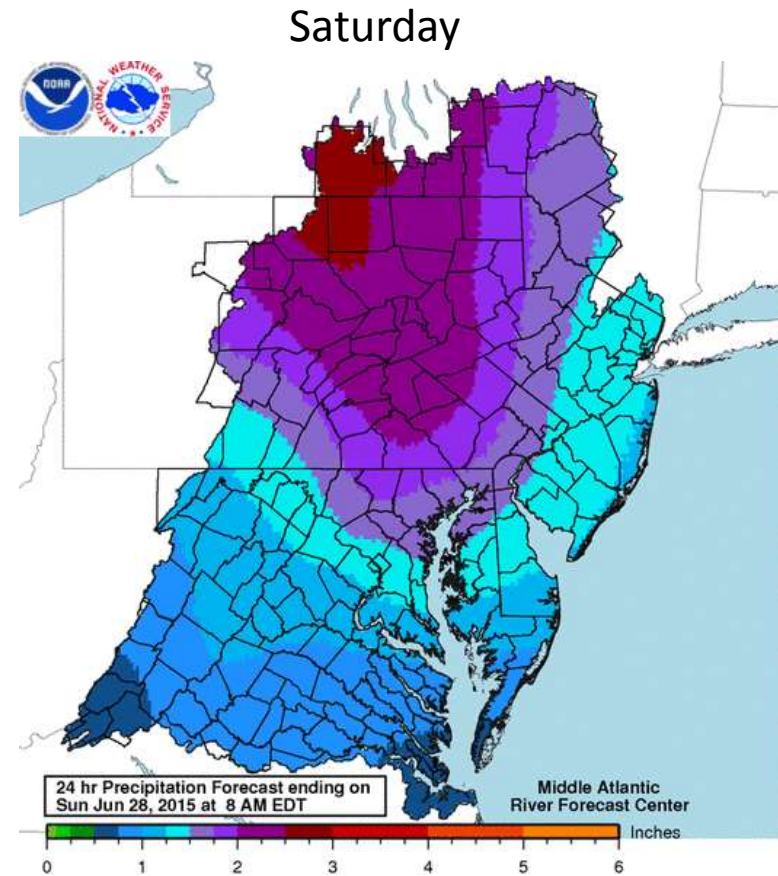 Saturday
NOAA
NATIONAL WEATHER SERVICE
24 hr Precipitation Forecast ending on
Sun Jun 28, 2015 at 8 AM EDT
Middle Atlantic
River Forecast Center
Inches
0 1 2 3 4 5 6